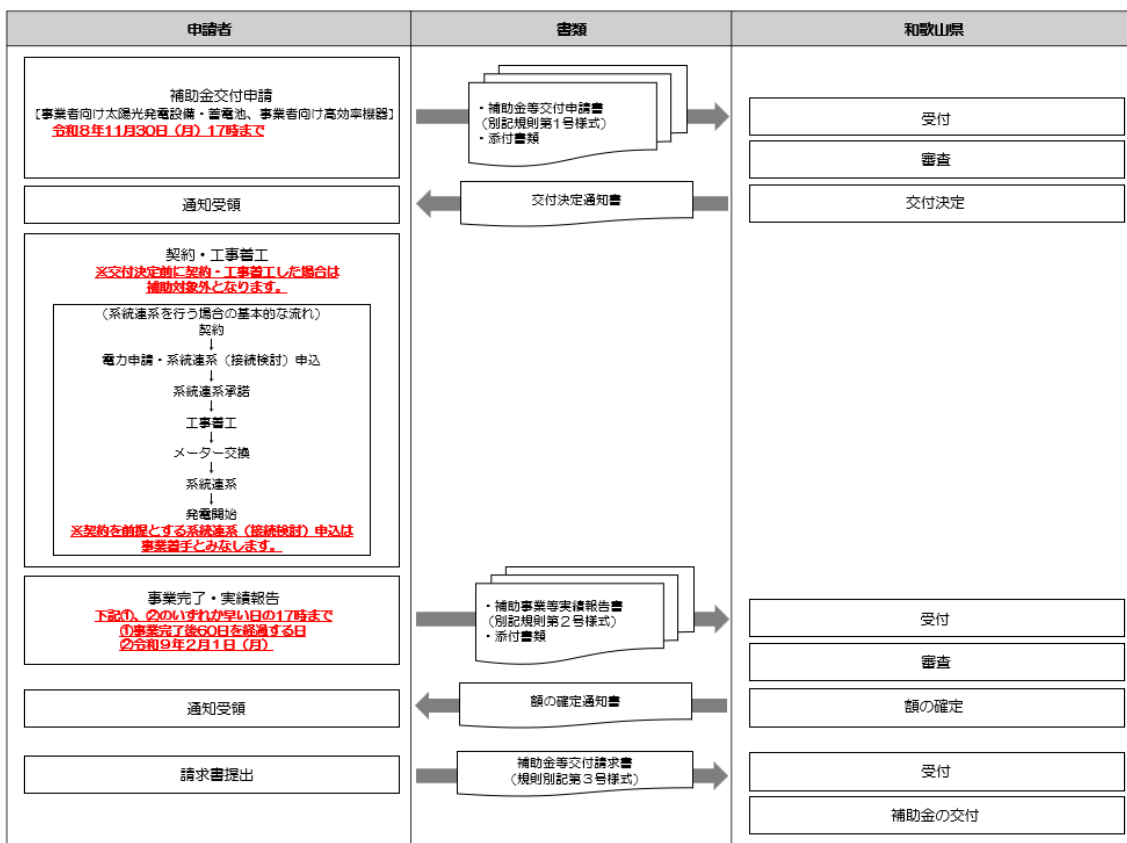 申請者
書類
和歌山県
補助金交付申請
【事業者向け太陽光発電設備・蓄電池、事業者向け高効率機器】
令和8年11月30日（月）17時まで
・補助金等交付申請書
（別記規則第1号様式）
・添付書類
受付
審査
通知受領
交付決定通知書
交付決定
契約・工事着工
※交付決定前に契約・工事着工した場合は
補助対象外となります。
（系統連系を行う場合の基本的な流れ）
契約
↓
電力申請・系統連系（接続検討）申込
↓
系統連系承諾
↓
工事着工
↓
メーター交換
↓
系統連系
↓
発電開始
※契約を前提とする系統連系（接続検討）申込は
事業着手とみなします。
事業完了・実績報告
下記①、②のいずれか早い日の17時まで
①事業完了後60日を経過する日
②令和9年2月1日（月）
・補助事業等実績報告書
（別記規則第２号様式）
・添付書類
受付
審査
通知受領
額の確定通知書
額の確定
請求書提出
補助金等交付請求書
（規則別記第３号様式）
受付
補助金の交付